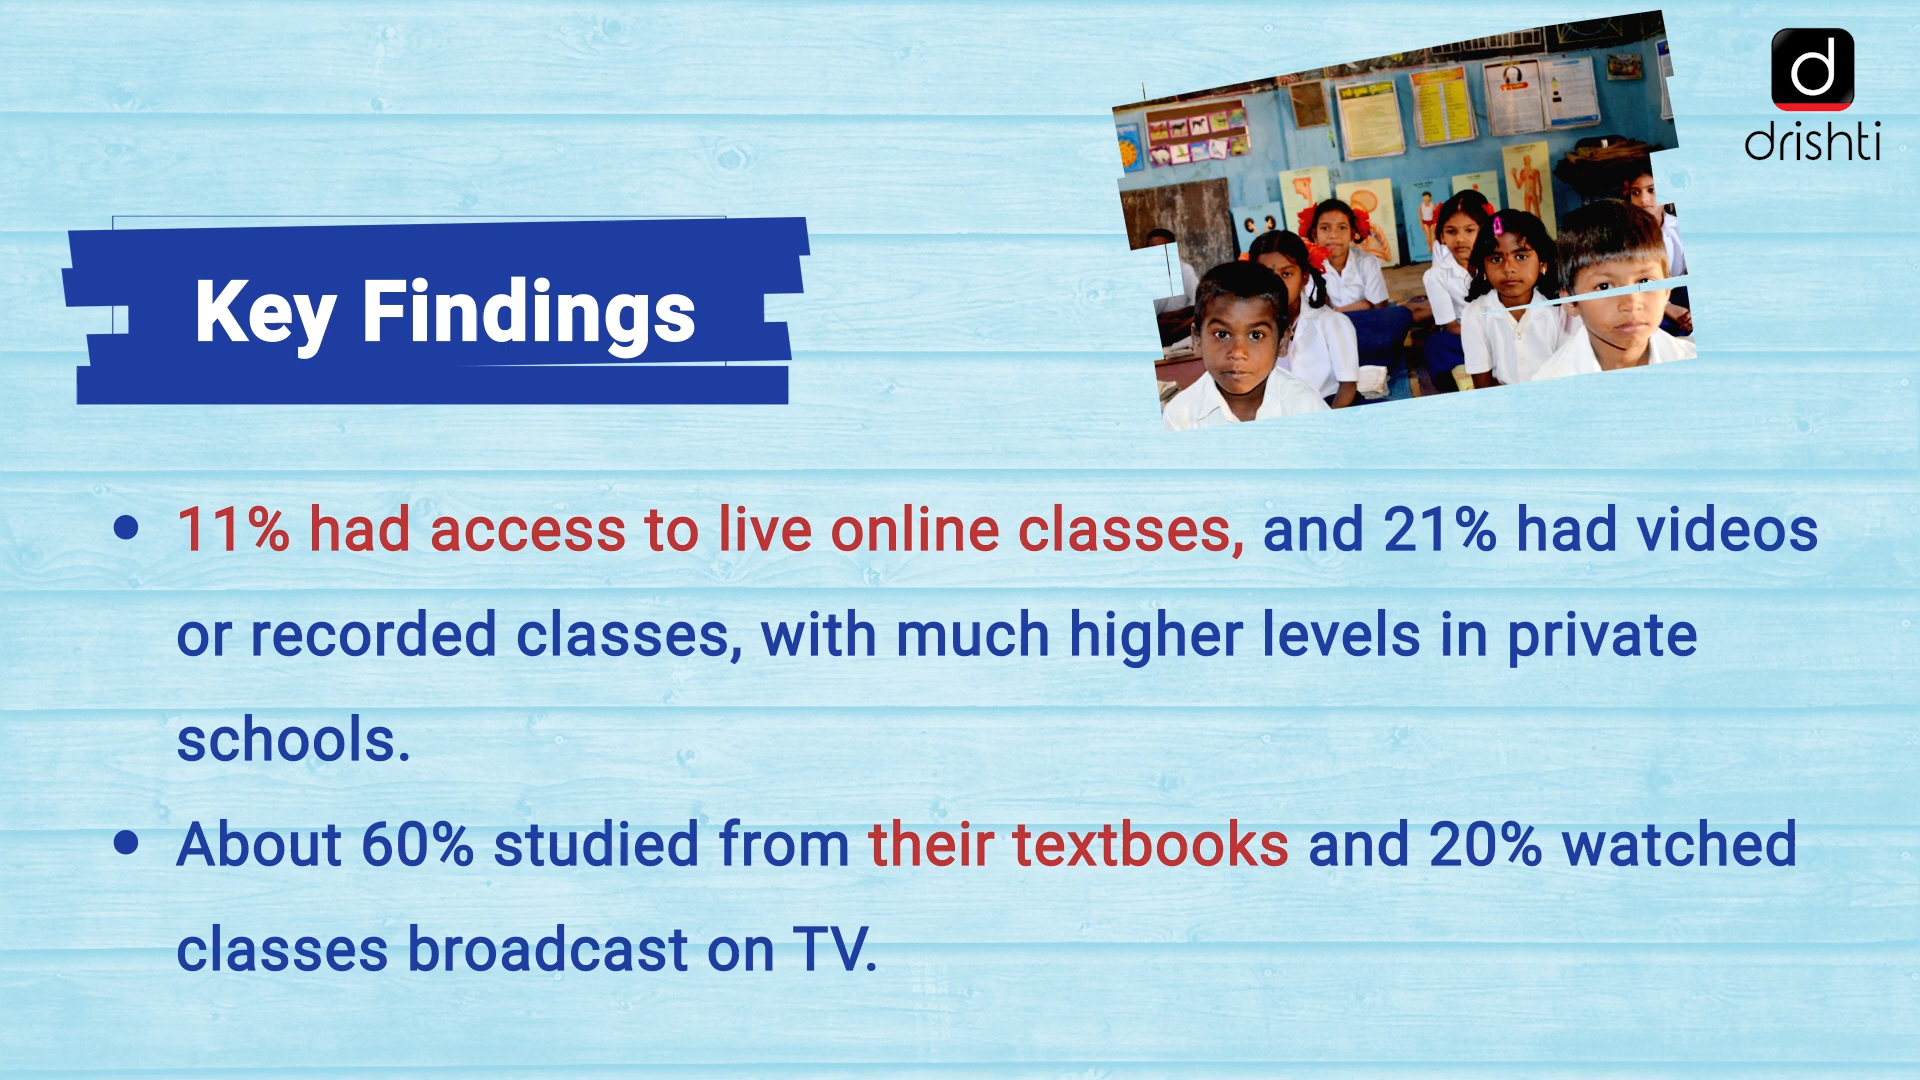 d
drishti
Key Findings
• 11% had access to live online classes, and 21% had videos
or recorded classes, with much higher levels in private
schools.
• About 60% studied from their textbooks and 20% watched
classes broadcast on TV.